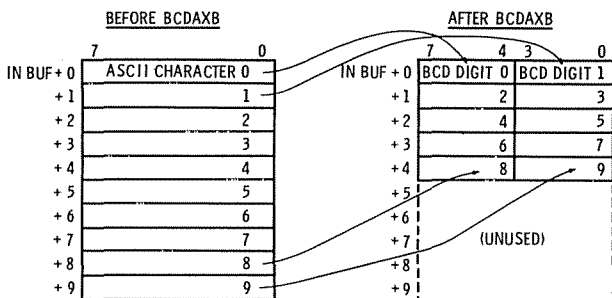 BEFORE BCDAXB
AFTER BCDAXB
7 0
7 4 3 0
IN BUF + 0 ASCII CHARACTER 0
IN BUF + 0 BCD DIGIT 0 BCD DIGIT 1
+ 1 1
+ 1 2 3
+ 2 2
+ 2 4 5
+ 3 3
+ 3 6 7
+ 4 4
+ 4 8 9
+ 5 5
+ 5
+ 6 6
+ 6
+ 7 7
+ 7 (UNUSED)
+ 8 8
+ 8
+ 9 9
+ 9